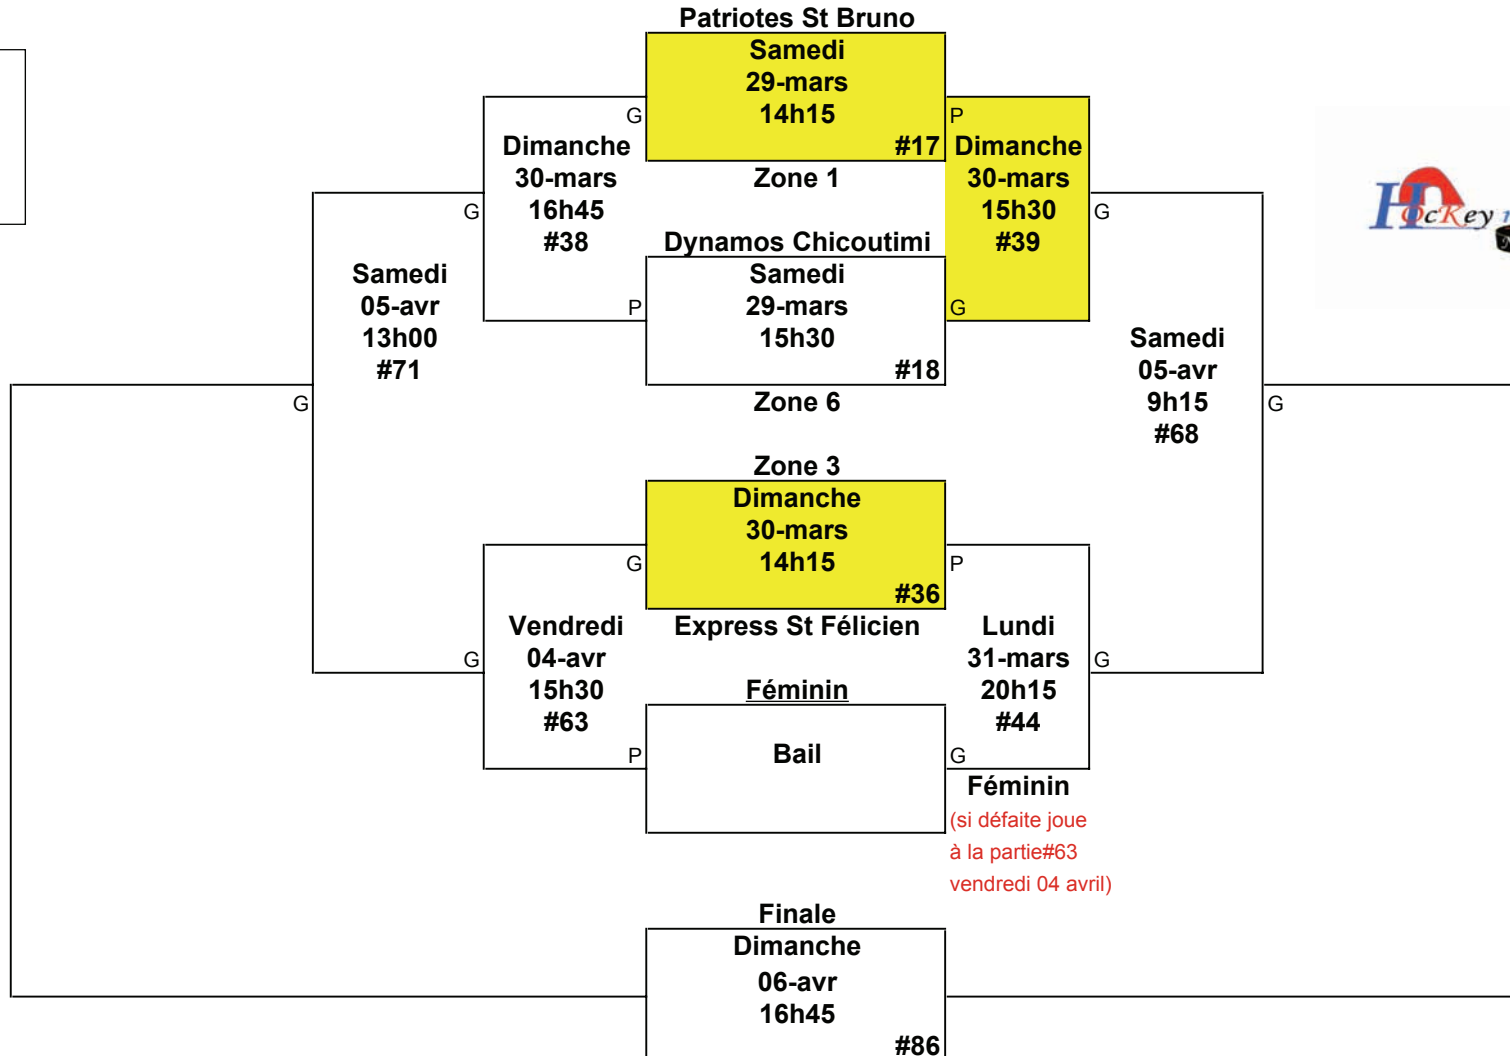 Patriotes St Bruno
Samedi
29-mars
14h15
#17
G
P
Zone 1
Dimanche
30-mars
16h45
#38
G
Dimanche
30-mars
15h30
#39
G
Dynamos Chicoutimi
Samedi
29-mars
15h30
#18
P
G
Zone 6
Samedi
05-avr
13h00
#71
G
Samedi
05-avr
9h15
#68
G
Hockey
Zone 3
Dimanche
30-mars
14h15
#36
G
P
Express St Félicien
Vendredi
04-avr
15h30
#63
G
Lundi
31-mars
20h15
#44
G
Féminin
Bail
P
G
Féminin
(si défaite joue
à la partie#63
vendredi 04 avril)
Finale
Dimanche
06-avr
16h45
#86